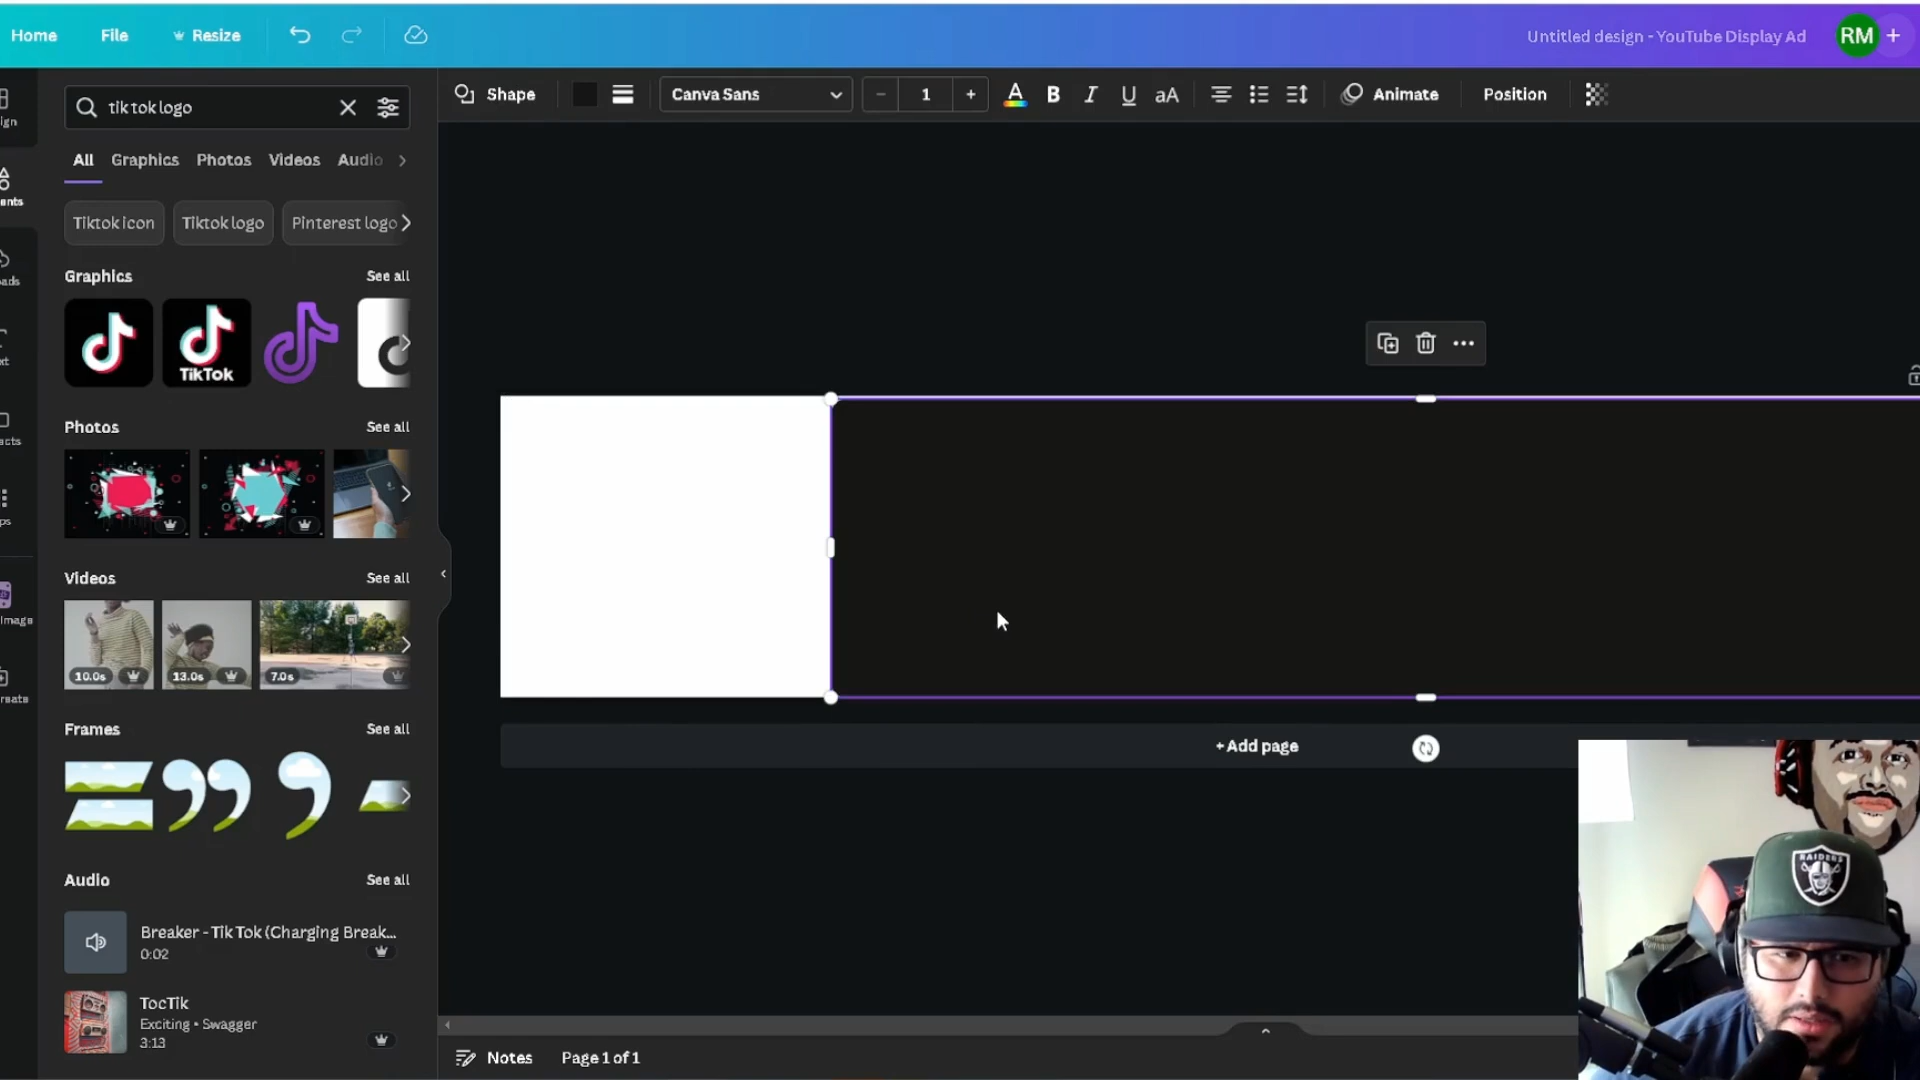 Home File Resize Untitled design - YouTube Display Ad RM +
tik tok logo
Shape Canva Sans - 1 + A B I U aA Animate Position
All Graphics Photos Videos Audio
Tiktok icon Tiktok logo Pinterest logo
Graphics See all
TikTok
Photos See all
Videos See all
10.0s 13.0s 7.0s
Frames See all
+ Add page
Audio See all
Breaker - Tik Tok (Charging Break...
0:02
TocTik
Exciting • Swagger
3:13
Notes Page 1 of 1
RAIDERS